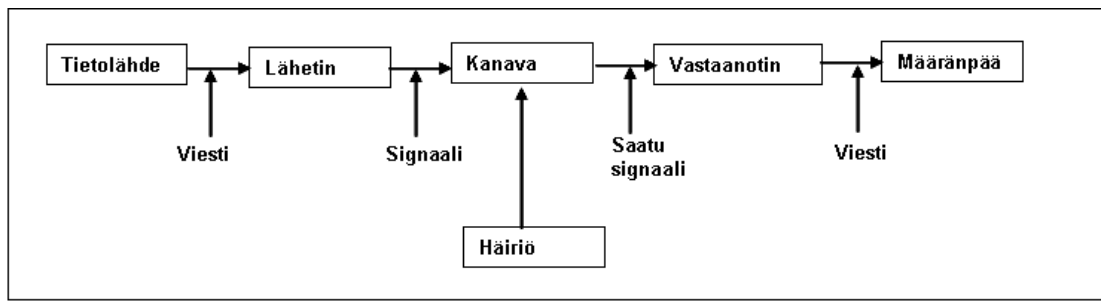 Tietolähde
Lähetin
Kanava
Vastaanotin
Määränpää
Viesti
Signaali
Saatu
signaali
Viesti
Häiriö